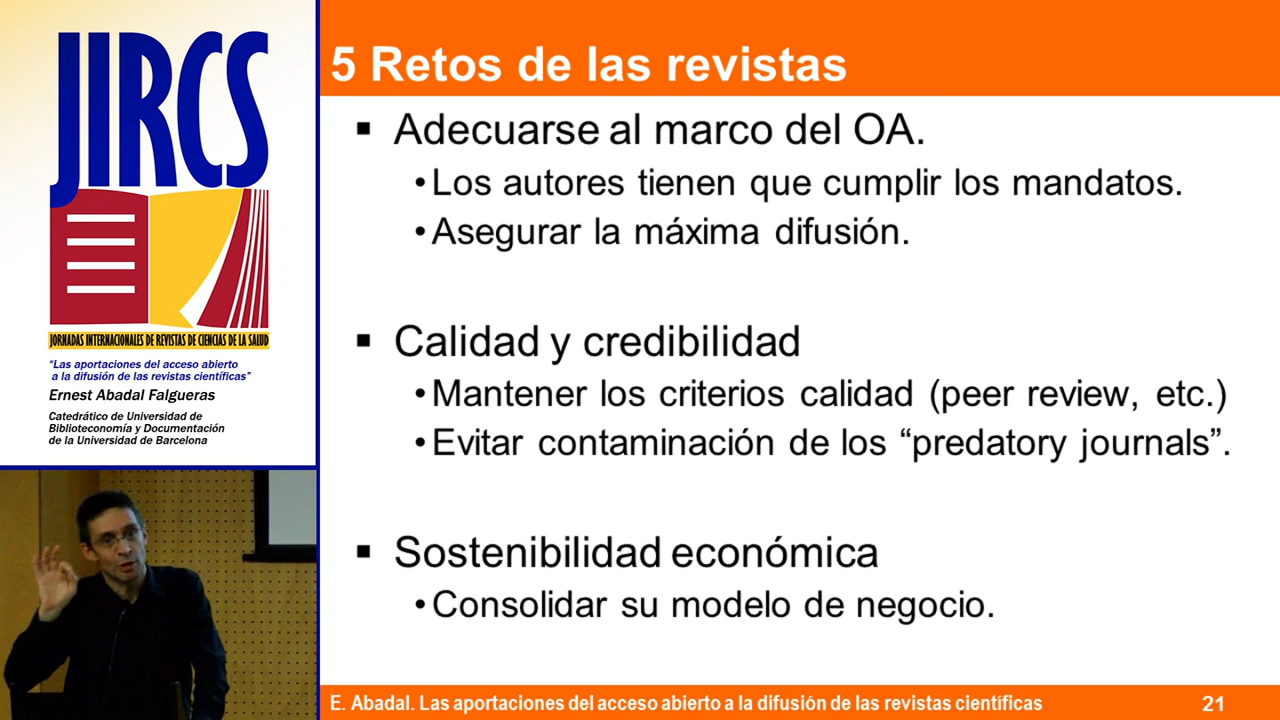 JIRCS
JORNADAS INTERNACIONALES DE REVISTAS DE CIENCIAS DE LA SALUD
“Las aportaciones del acceso abierto
a la difusión de las revistas científicas”
Ernest Abadal Falgueras
Catedrático de Universidad de
Biblioteconomía y Documentación
de la Universidad de Barcelona
5 Retos de las revistas
▪ Adecuarse al marco del OA.
• Los autores tienen que cumplir los mandatos.
• Asegurar la máxima difusión.
▪ Calidad y credibilidad
• Mantener los criterios calidad (peer review, etc.)
• Evitar contaminación de los “predatory journals”.
▪ Sostenibilidad económica
• Consolidar su modelo de negocio.
E. Abadal. Las aportaciones del acceso abierto a la difusión de las revistas científicas 21